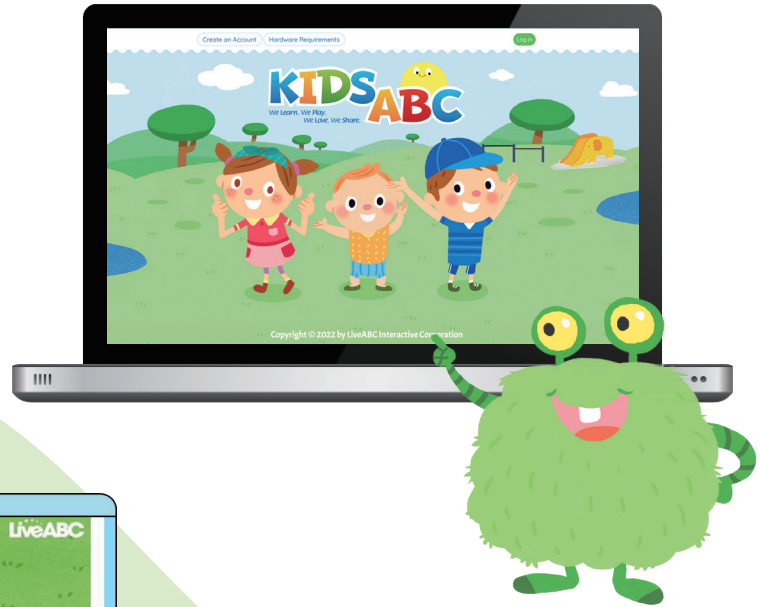 Create an Account
Hardware Requirements
Log in
KIDS
ABC
We Learn. We Play.
We Love. We Share.
Copyright © 2022 by LiveABC Interactive Corporation
LiveABC